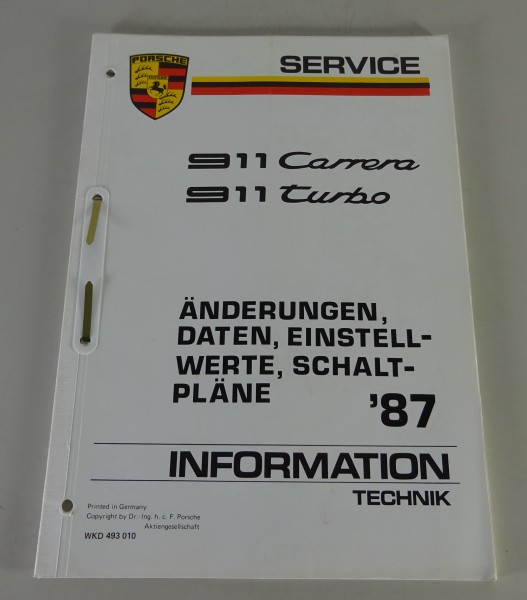 PORSCHE
SERVICE
911 Carrera
911 turbo
ÄNDERUNGEN,
DATEN, EINSTELL-
WERTE, SCHALT-
PLÄNE '87
INFORMATION
TECHNIK
Printed in Germany
Copyright by Dr.-Ing. h. c. F. Porsche
Aktiengesellschaft
WKD 493 010